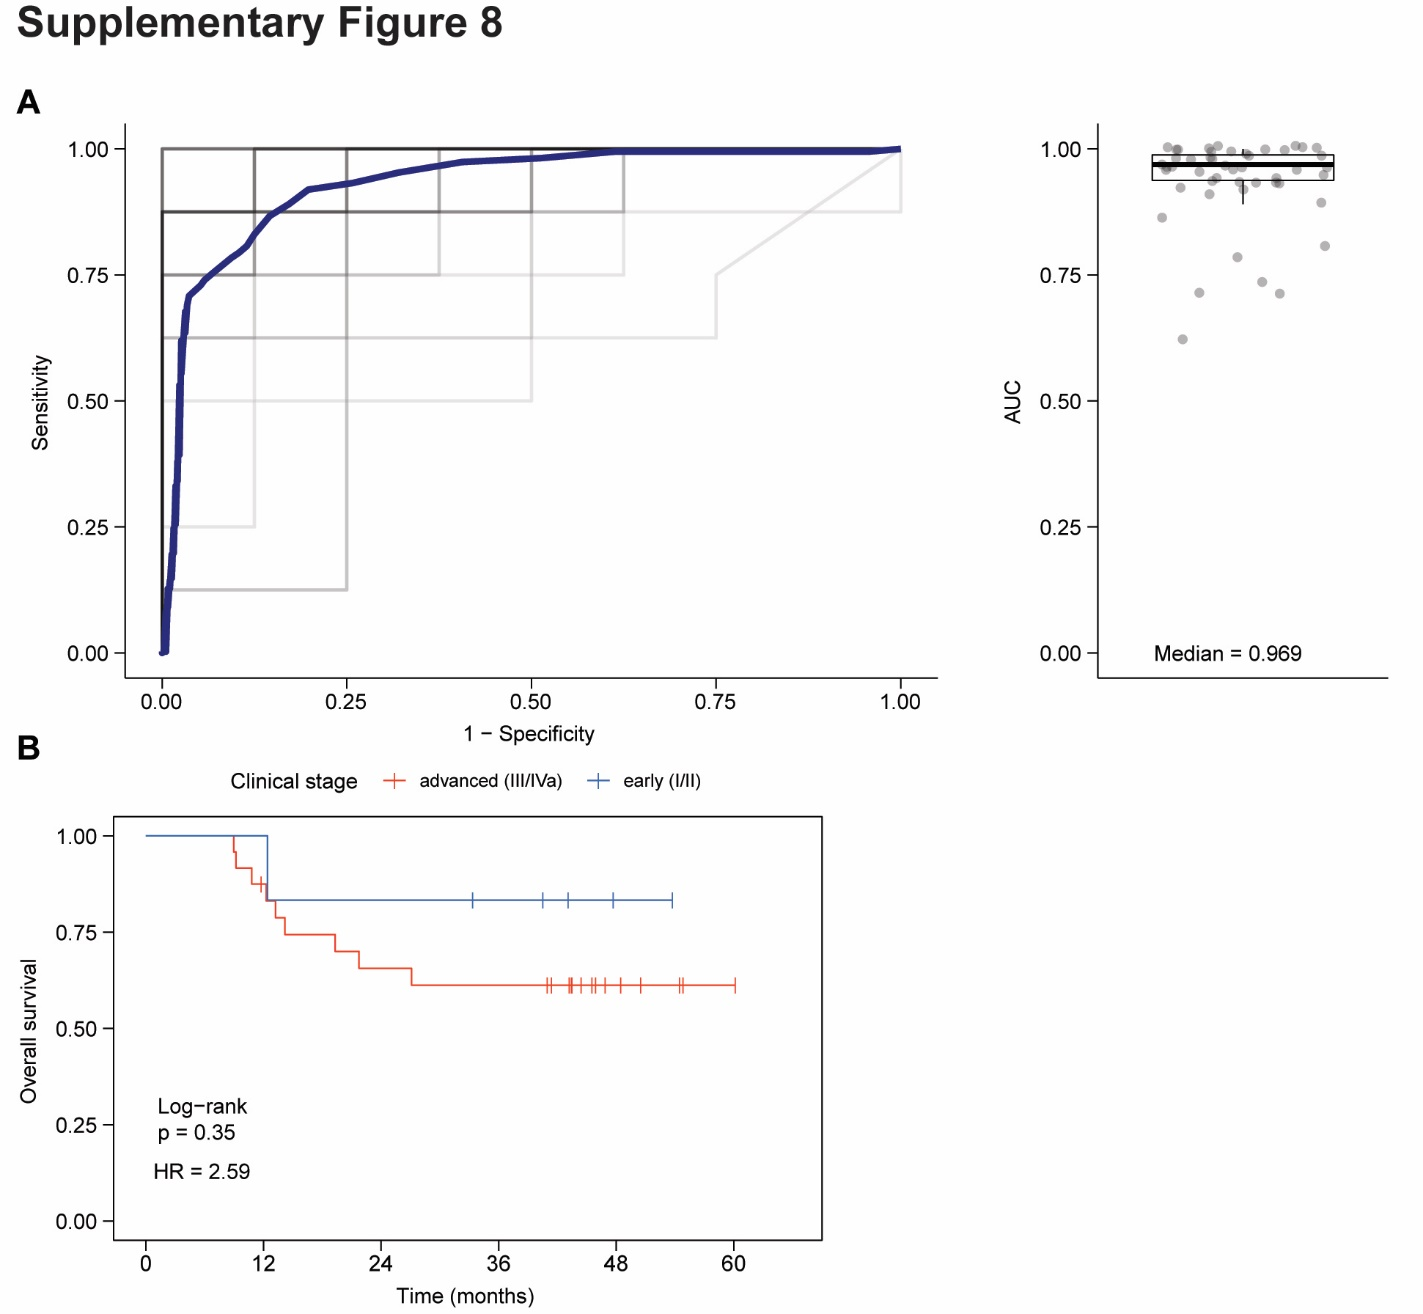 Supplementary Figure 8
A
1.00
0.75
0.50
0.25
0.00
Sensitivity
0.00 0.25 0.50 0.75 1.00
1 − Specificity
1.00
0.75
0.50
0.25
0.00
AUC
Median = 0.969
B
Clinical stage advanced (III/IVa) early (I/II)
1.00
0.75
0.50
0.25
0.00
Overall survival
Log−rank
p = 0.35
HR = 2.59
0 12 24 36 48 60
Time (months)